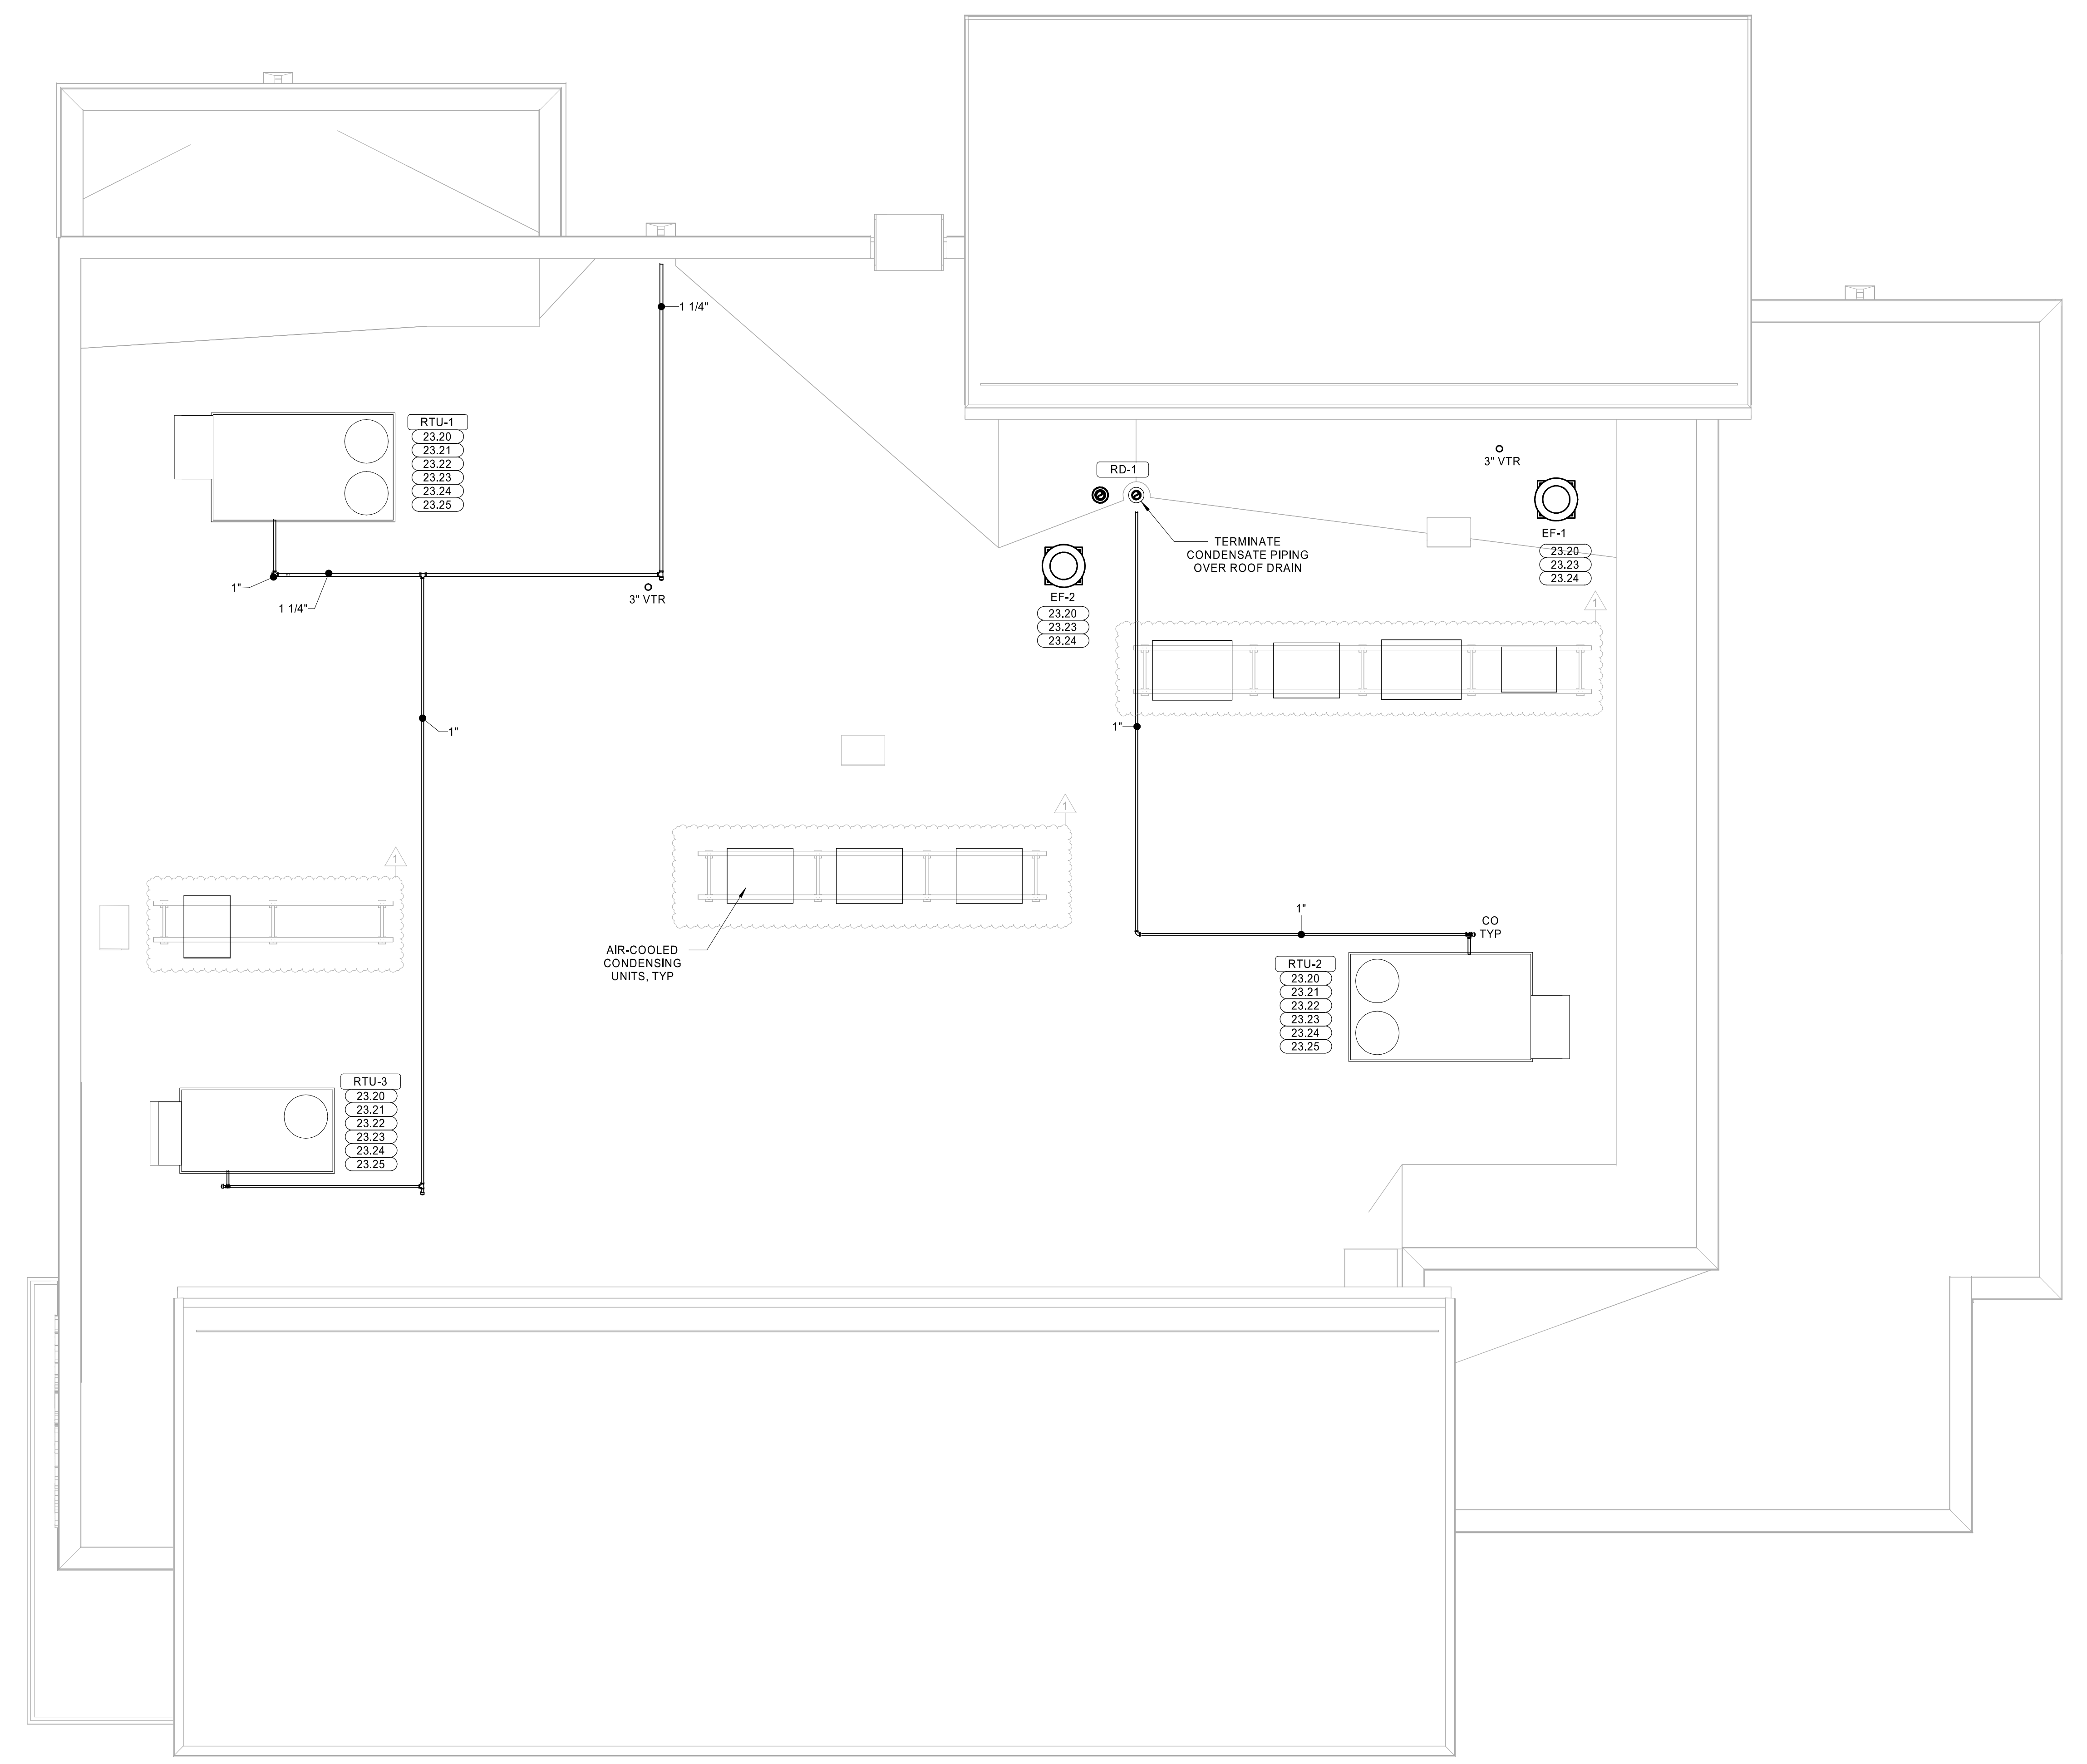 1 1/4"
RTU-1
23.20
23.21
23.22
23.23
23.24
23.25
1"
1 1/4"
3" VTR
1"
RD-1
3" VTR
TERMINATE
CONDENSATE PIPING
OVER ROOF DRAIN
EF-1
23.20
23.23
23.24
EF-2
23.20
23.23
23.24
1
1"
1
AIR-COOLED
CONDENSING
UNITS, TYP
1
1"
CO
TYP
RTU-2
23.20
23.21
23.22
23.23
23.24
23.25
RTU-3
23.20
23.21
23.22
23.23
23.24
23.25